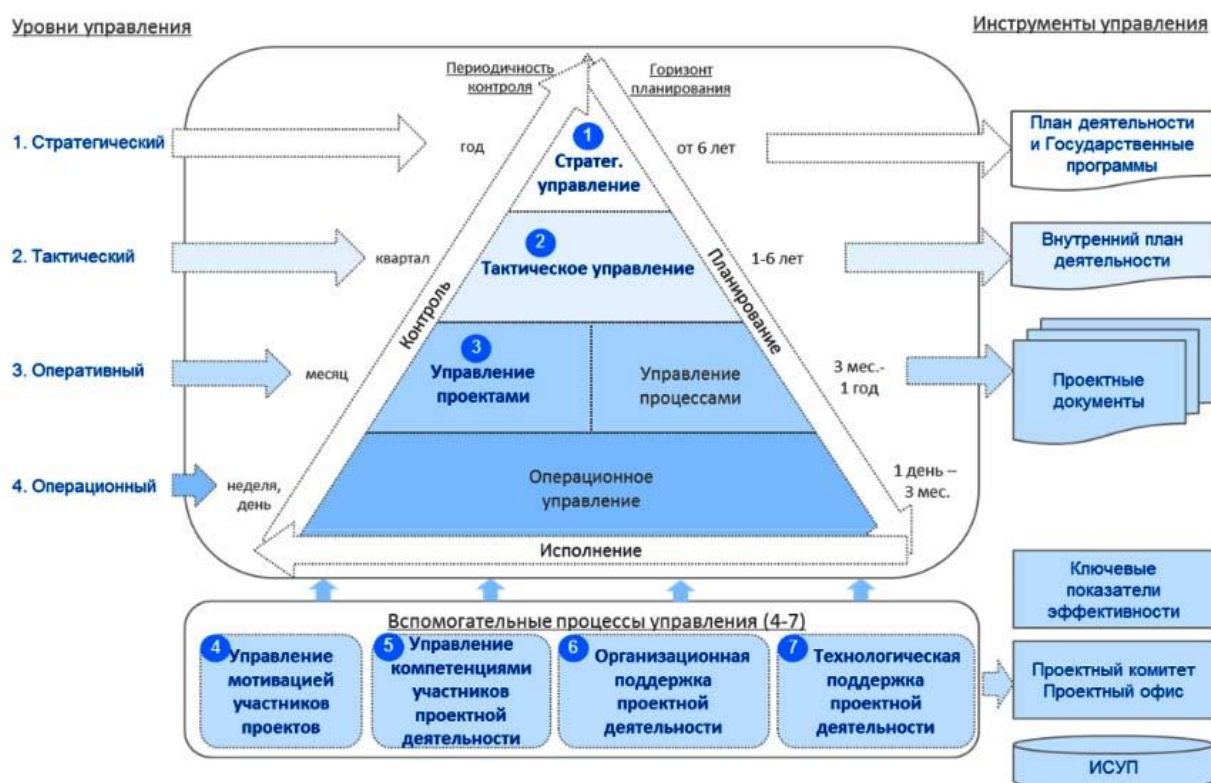 Уровни управления
Инструменты управления
Периодичность
контроля
Горизонт
планирования
1. Стратегический
год
1
Стратег.
управление
от 6 лет
План деятельности
и Государственные
программы
2. Тактический
квартал
2
Тактическое управление
1-6 лет
Внутренний план
деятельности
Контроль
Планирование
3. Оперативный
месяц
3
Управление
проектами
Управление
процессами
3 мес.-
1 год
Проектные
документы
4. Операционный
неделя,
день
Операционное
управление
1 день –
3 мес.
Исполнение
Ключевые
показатели
эффективности
Вспомогательные процессы управления (4-7)
4
Управление
мотивацией
участников
проектов
5
Управление
компетенциями
участников
проектной
деятельности
6
Организационная
поддержка
проектной
деятельности
7
Технологическая
поддержка
проектной
деятельности
Проектный комитет
Проектный офис
ИСУП